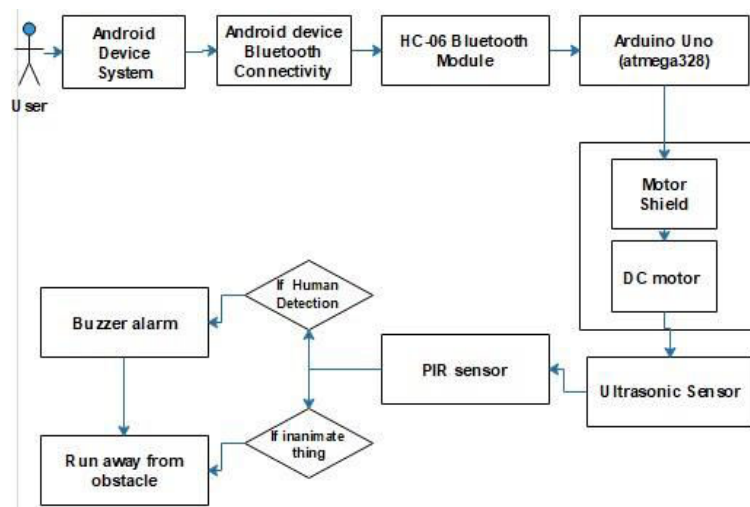 User
Android
Device
System
Android device
Bluetooth
Connectivity
HC-06 Bluetooth
Module
Arduino Uno
(atmega328)
Motor
Shield
DC motor
If Human
Detection
Buzzer alarm
PIR sensor
Ultrasonic Sensor
If inanimate
thing
Run away from
obstacle